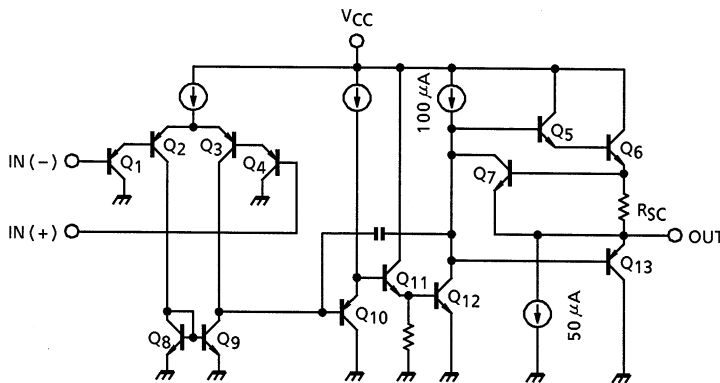 VCC
100 μA
Q5
Q6
Q2
Q3
IN (−)
Q1
Q4
Q7
RSC
IN (+)
OUT
Q11
Q13
Q10
Q12
50 μA
Q8
Q9